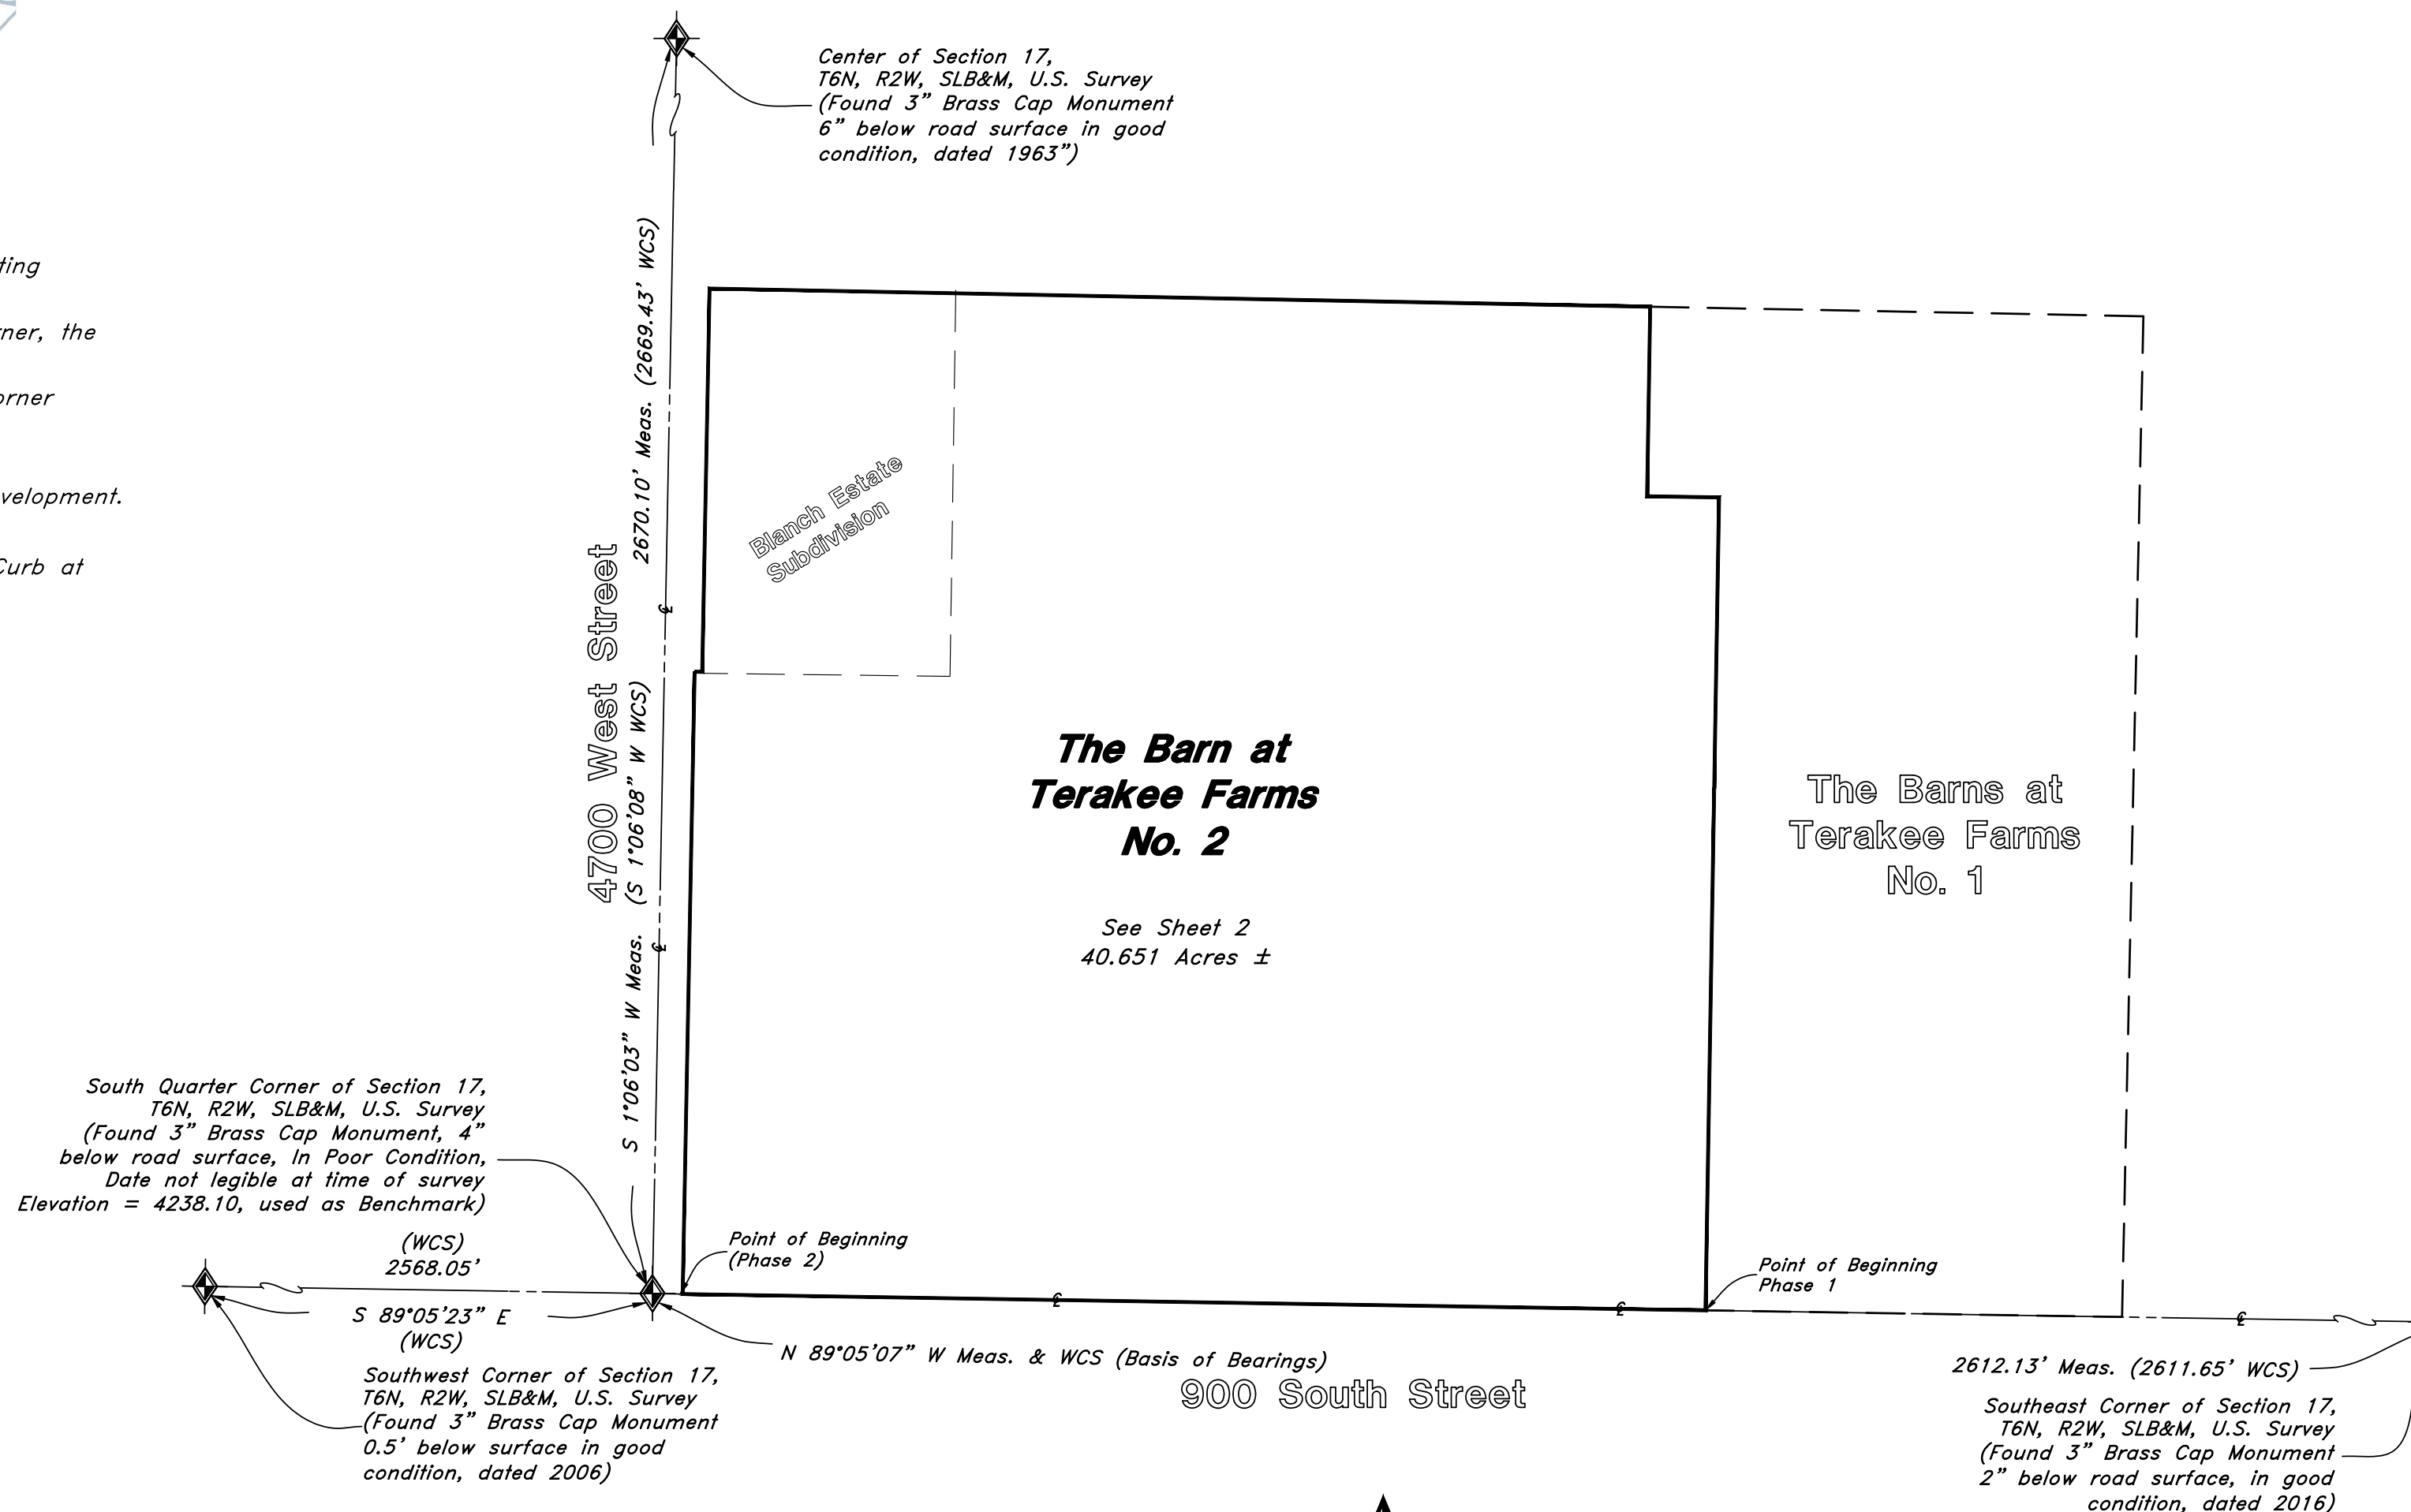 Center of Section 17,
T6N, R2W, SLB&M, U.S. Survey
(Found 3" Brass Cap Monument
6" below road surface in good
condition, dated 1963")
ting
rner, the
orner
velopment.
Curb at
2670.10' Meas. (2669.43' WCS)
4700 West Street
S 1°06'03" W Meas. (S 1°06'08" W WCS)
Blanch Estate
Subdivision
The Barn at
Terakee Farms
No. 2
See Sheet 2
40.651 Acres ±
The Barns at
Terakee Farms
No. 1
South Quarter Corner of Section 17,
T6N, R2W, SLB&M, U.S. Survey
(Found 3" Brass Cap Monument, 4"
below road surface, In Poor Condition,
Date not legible at time of survey
Elevation = 4238.10, used as Benchmark)
(WCS)
2568.05'
S 89°05'23" E
(WCS)
Point of Beginning
(Phase 2)
Point of Beginning
Phase 1
N 89°05'07" W Meas. & WCS (Basis of Bearings)
900 South Street
2612.13' Meas. (2611.65' WCS)
Southwest Corner of Section 17,
T6N, R2W, SLB&M, U.S. Survey
(Found 3" Brass Cap Monument
0.5' below surface in good
condition, dated 2006)
Southeast Corner of Section 17,
T6N, R2W, SLB&M, U.S. Survey
(Found 3" Brass Cap Monument
2" below road surface, in good
condition, dated 2016)